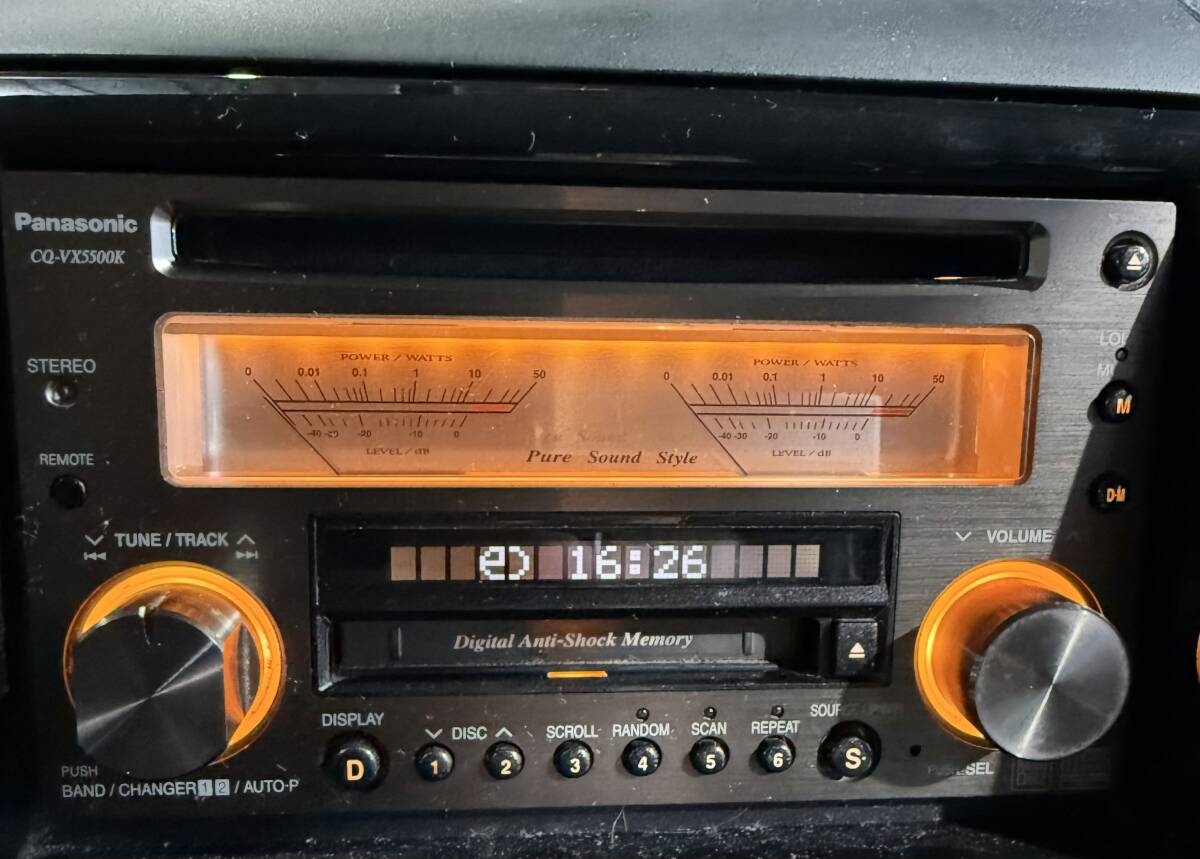 Panasonic
CQ-VX5500K
STEREO
REMOTE
POWER / WATTS
0 0.01 0.1 1 10 50
-20 -10 0
LEVEL / dB
POWER / WATTS
0 0.01 0.1 1 10 50
-40 -30 -20 -10 0
LEVEL / dB
Pure Sound Style
M
D·M
TUNE / TRACK
VOLUME
16:26
Digital Anti-Shock Memory
DISPLAY
DISC
SCROLL
RANDOM
SCAN
REPEAT
D
1
2
3
4
5
6
S
PUSH
BAND / CHANGER 1 2 / AUTO-P
SEL